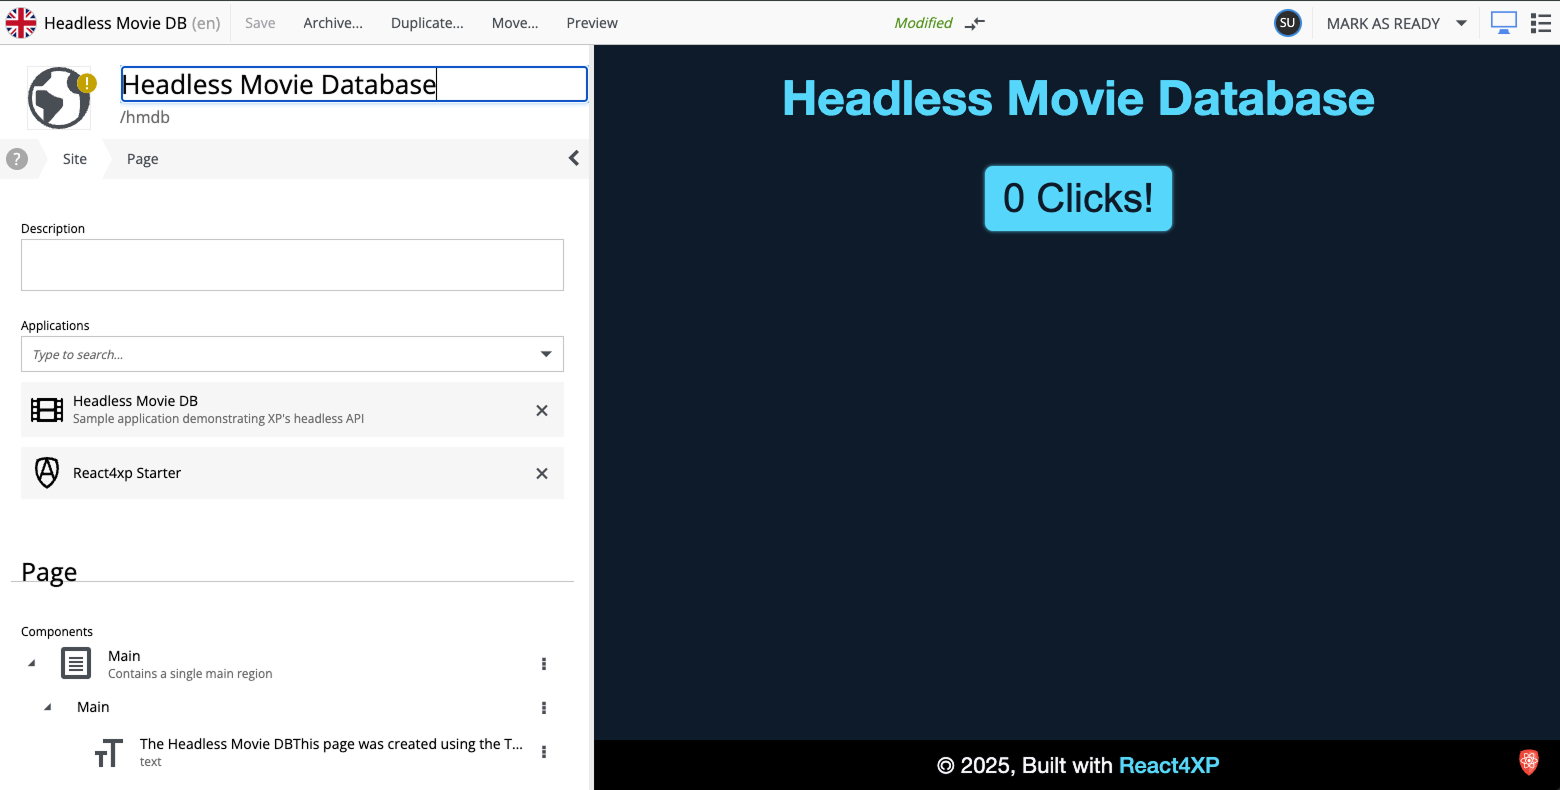 Headless Movie DB (en) Save Archive... Duplicate... Move... Preview Modified SU MARK AS READY
! Headless Movie Database
/hmdb
? Site Page
Description
Applications
Type to search...
Headless Movie DB
Sample application demonstrating XP's headless API
React4xp Starter
Page
Components
Main
Contains a single main region
Main
The Headless Movie DBThis page was created using the T...
text
Headless Movie Database
0 Clicks!
© 2025, Built with React4XP